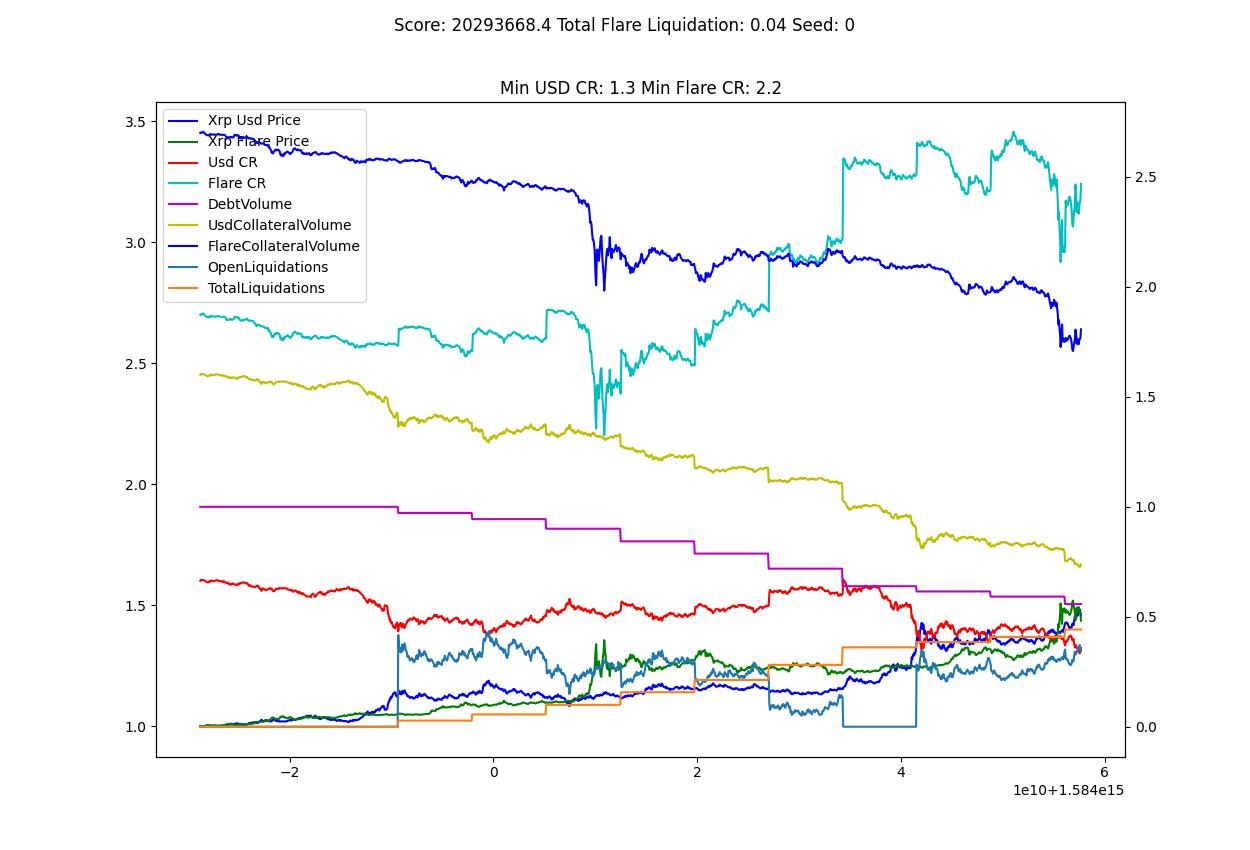 Score: 20293668.4 Total Flare Liquidation: 0.04 Seed: 0
Min USD CR: 1.3 Min Flare CR: 2.2
Xrp Usd Price
Xrp Flare Price
Usd CR
Flare CR
DebtVolume
UsdCollateralVolume
FlareCollateralVolume
OpenLiquidations
TotalLiquidations
3.5
3.0
2.5
2.0
1.5
1.0
2.5
2.0
1.5
1.0
0.5
0.0
−2 0 2 4 6
1e10+1.584e15